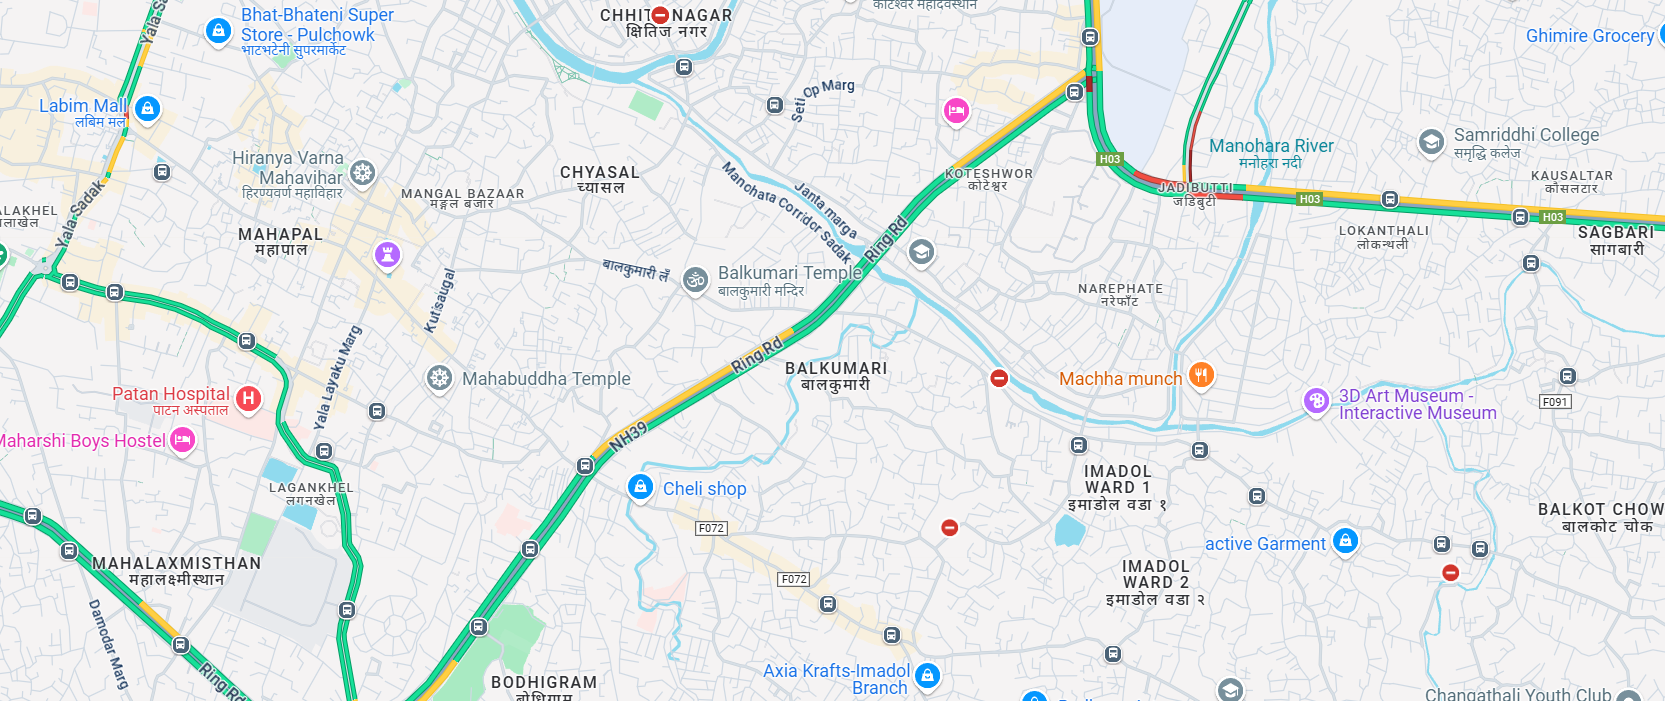 Bhat-Bhateni Super
Store - Pulchowk
भाटभटेनी सुपरमार्केट
Yala Sa
CHHITIJ NAGAR
क्षितिज नगर
कोटेश्वर महादेवस्थान
Ghimire Grocery
Labim Mall
लबिम मल
Seti Op Marg
H03
Manohara River
मनोहरा नदी
Samriddhi College
समृद्धि कलेज
Hiranya Varna
Mahavihar
हिरण्यवर्ण महाविहार
CHYASAL
च्यासल
MANGAL BAZAAR
मङ्गल बजार
Manohara Corridor Sadak
Janta marga
KOTESHWOR
कोटेश्वर
JADIBUTTI
जडिबुटी
H03
H03
KAUSALTAR
कौसलटार
ALAKHEL
Yala Sadak
MAHAPAL
महापाल
Ring Rd
LOKANTHALI
लोकन्थली
SAGBARI
सागबारी
बालकुमारी
Balkumari Temple
बालकुमारी मन्दिर
NAREPHATE
नरेफाँट
Kutisaugal
Yala Layaku Marg
Ring Rd
BALKUMARI
बालकुमारी
Mahabuddha Temple
Machha munch
3D Art Museum -
Interactive Museum
F091
Patan Hospital
पाटन अस्पताल
Maharshi Boys Hostel
NH39
LAGANKHEL
लगनखेल
Cheli shop
IMADOL
WARD 1
इमाडोल वडा १
F072
BALKOT CHOW
बालकोट चोक
active Garment
MAHALAXMISTHAN
महालक्ष्मीस्थान
F072
IMADOL
WARD 2
इमाडोल वडा २
Damodar Marg
Ring Rd
BODHIGRAM
बोधिग्राम
Axia Krafts-Imadol
Branch
Changathali Youth Club